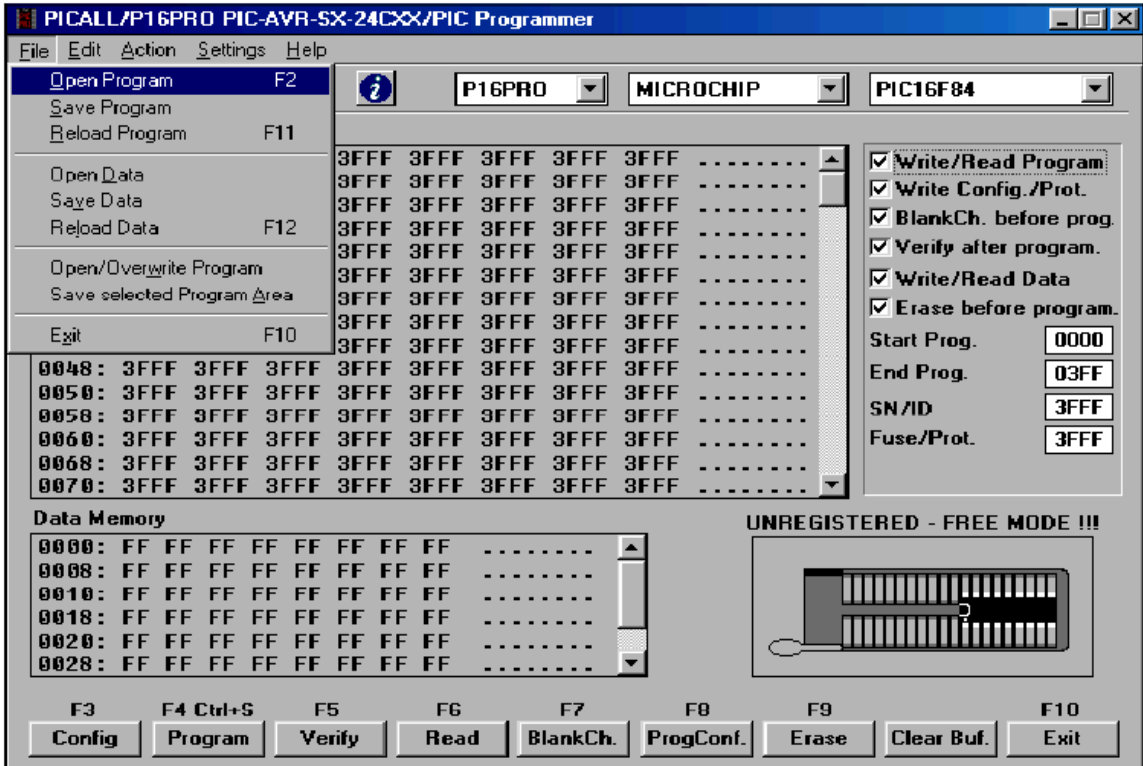 PICALL/P16PRO PIC-AVR-SX-24CXX/PIC Programmer
File Edit Action Settings Help
Open Program F2
Save Program
Reload Program F11
Open Data
Save Data
Reload Data F12
Open/Overwrite Program
Save selected Program Area
Exit F10
P16PRO MICROCHIP PIC16F84
3FFF 3FFF 3FFF 3FFF 3FFF ........
3FFF 3FFF 3FFF 3FFF 3FFF ........
3FFF 3FFF 3FFF 3FFF 3FFF ........
3FFF 3FFF 3FFF 3FFF 3FFF ........
3FFF 3FFF 3FFF 3FFF 3FFF ........
3FFF 3FFF 3FFF 3FFF 3FFF ........
3FFF 3FFF 3FFF 3FFF 3FFF ........
3FFF 3FFF 3FFF 3FFF 3FFF ........
3FFF 3FFF 3FFF 3FFF 3FFF ........
0048: 3FFF 3FFF 3FFF 3FFF 3FFF 3FFF 3FFF 3FFF ........
0050: 3FFF 3FFF 3FFF 3FFF 3FFF 3FFF 3FFF 3FFF ........
0058: 3FFF 3FFF 3FFF 3FFF 3FFF 3FFF 3FFF 3FFF ........
0060: 3FFF 3FFF 3FFF 3FFF 3FFF 3FFF 3FFF 3FFF ........
0068: 3FFF 3FFF 3FFF 3FFF 3FFF 3FFF 3FFF 3FFF ........
0070: 3FFF 3FFF 3FFF 3FFF 3FFF 3FFF 3FFF 3FFF ........
Write/Read Program
Write Config./Prot.
BlankCh. before prog.
Verify after program.
Write/Read Data
Erase before program.
Start Prog. 0000
End Prog. 03FF
SN/ID 3FFF
Fuse/Prot. 3FFF
Data Memory
0000: FF FF FF FF FF FF FF FF ........
0008: FF FF FF FF FF FF FF FF ........
0010: FF FF FF FF FF FF FF FF ........
0018: FF FF FF FF FF FF FF FF ........
0020: FF FF FF FF FF FF FF FF ........
0028: FF FF FF FF FF FF FF FF ........
UNREGISTERED - FREE MODE !!!
F3 F4 Ctrl+S F5 F6 F7 F8 F9 F10
Config Program Verify Read BlankCh. ProgConf. Erase Clear Buf. Exit